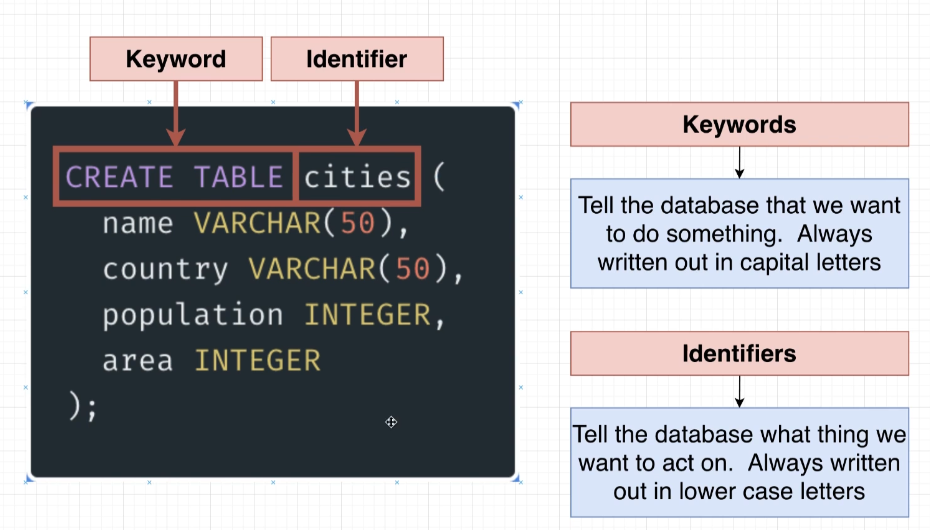 Keyword
Identifier
CREATE TABLE cities (
name VARCHAR(50),
country VARCHAR(50),
population INTEGER,
area INTEGER
);
Keywords
Tell the database that we want
to do something. Always
written out in capital letters
Identifiers
Tell the database what thing we
want to act on. Always written
out in lower case letters